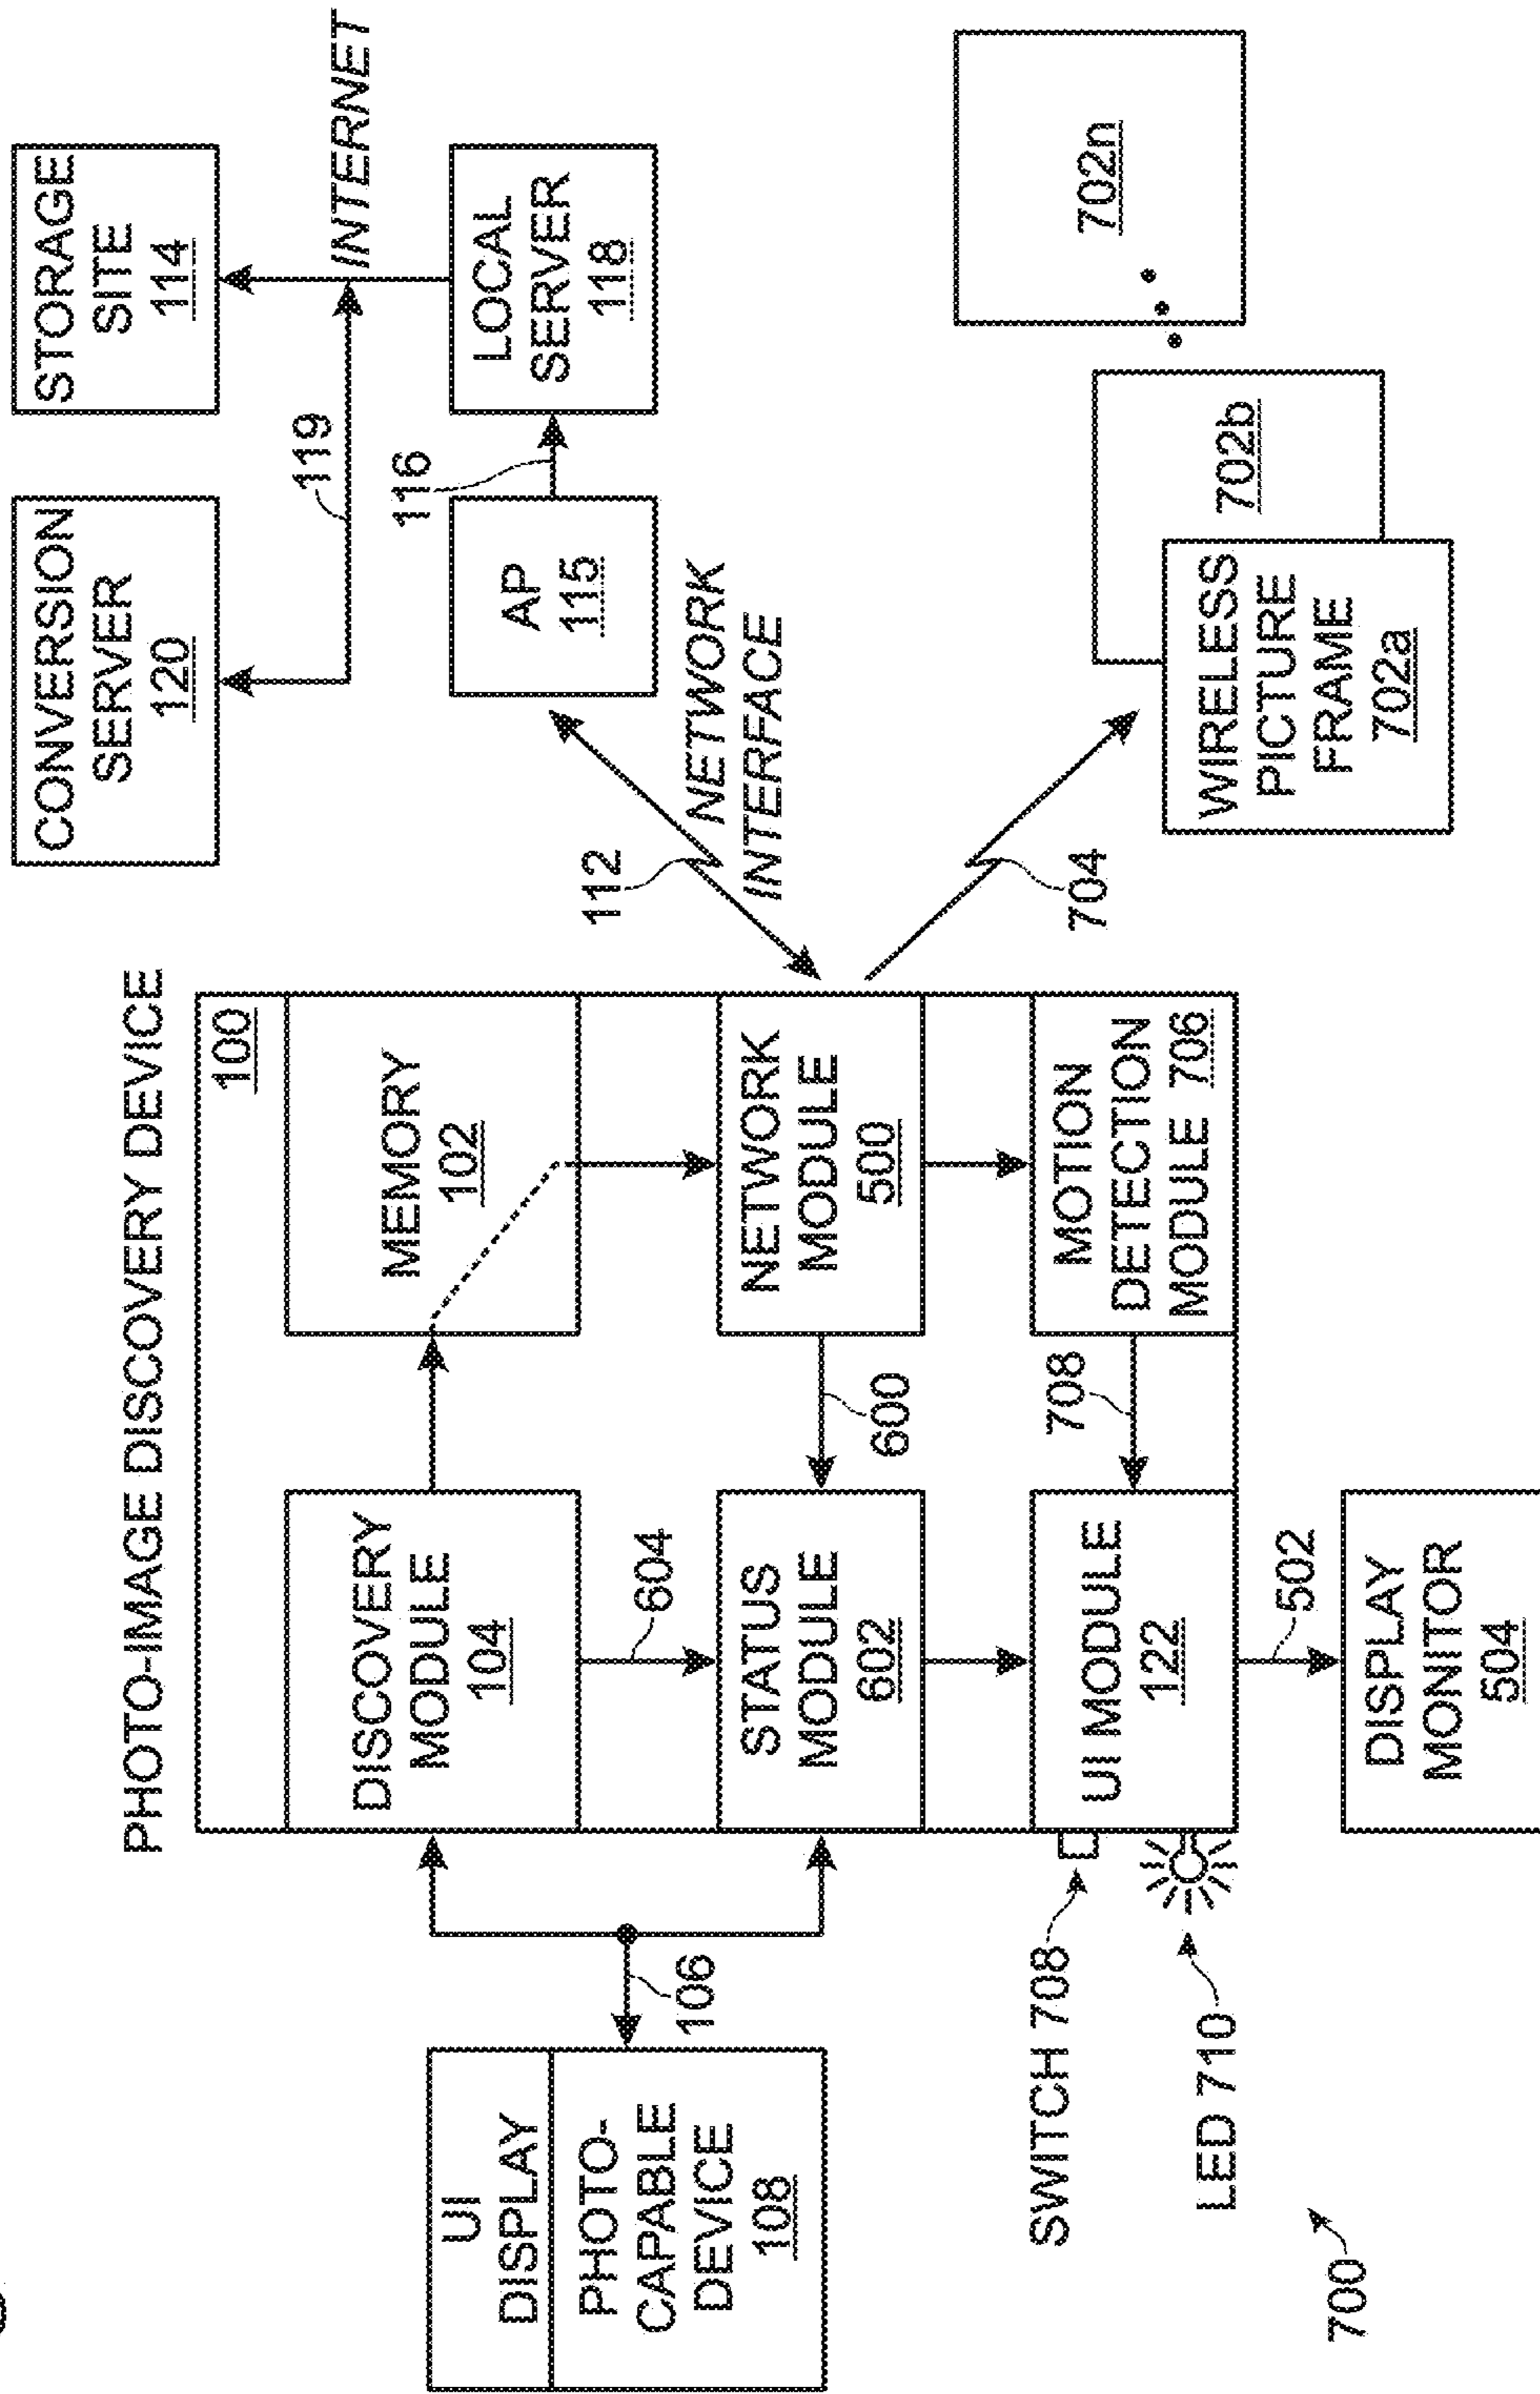 PHOTO-IMAGE DISCOVERY DEVICE
100
UI
DISPLAY
PHOTO-
CAPABLE
DEVICE
108
106
DISCOVERY
MODULE
104
MEMORY
102
604
STATUS
MODULE
602
600
NETWORK
MODULE
500
UI MODULE
122
708
MOTION
DETECTION
MODULE 706
SWITCH 708
LED 710
502
DISPLAY
MONITOR
504
700
CONVERSION
SERVER
120
STORAGE
SITE
114
119
INTERNET
116
AP
115
LOCAL
SERVER
118
112
NETWORK
INTERFACE
704
WIRELESS
PICTURE
FRAME
702a
702b
702n